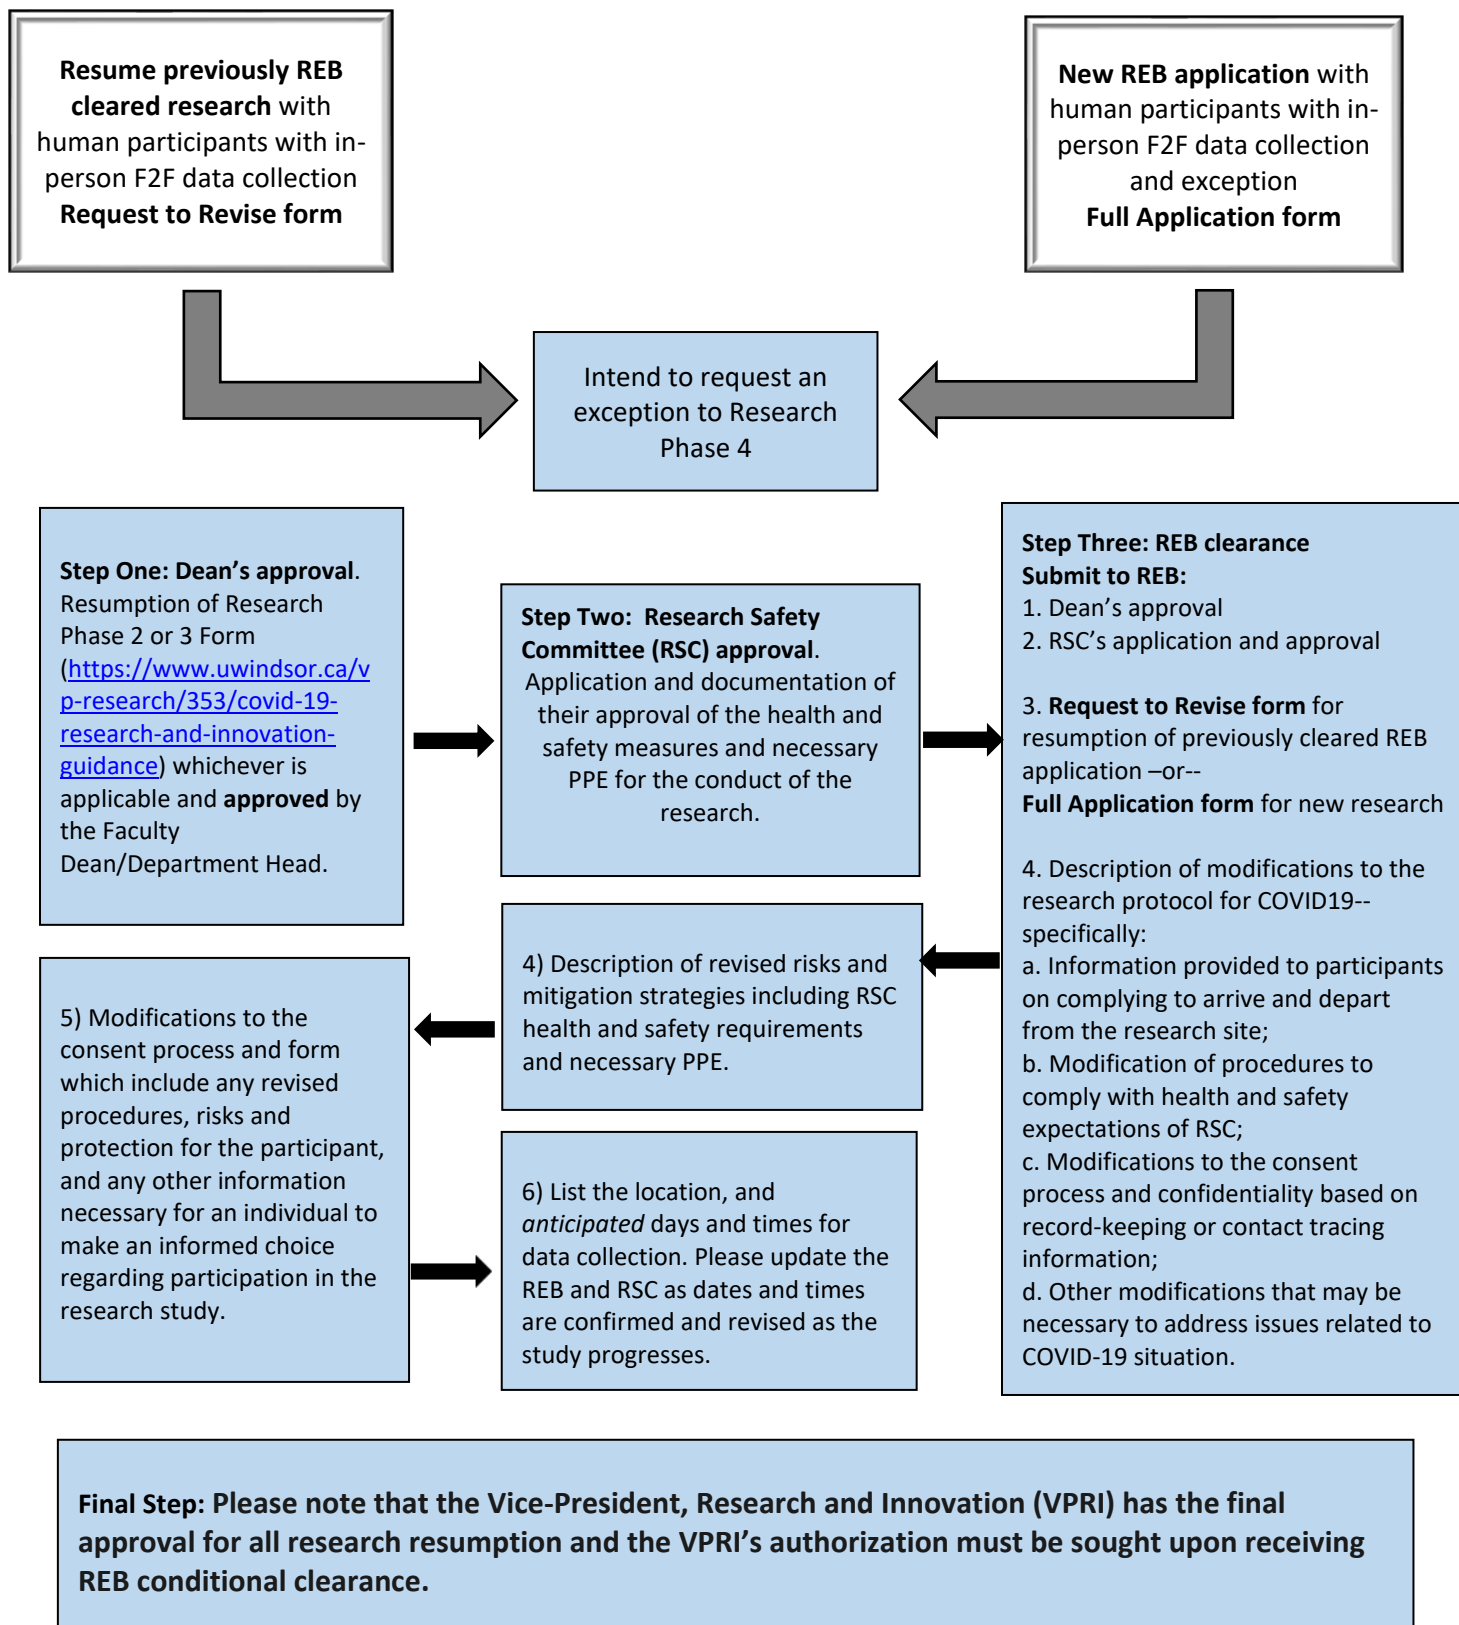 Resume previously REB
cleared research with
human participants with in-
person F2F data collection
Request to Revise form
New REB application with
human participants with in-
person F2F data collection
and exception
Full Application form
Intend to request an
exception to Research
Phase 4
Step One: Dean’s approval.
Resumption of Research
Phase 2 or 3 Form
(https://www.uwindsor.ca/v
p-research/353/covid-19-
research-and-innovation-
guidance) whichever is
applicable and approved by
the Faculty
Dean/Department Head.
Step Two:  Research Safety
Committee (RSC) approval.
Application and documentation of
their approval of the health and
safety measures and necessary
PPE for the conduct of the
research.
Step Three: REB clearance
Submit to REB:
1. Dean’s approval
2. RSC’s application and approval
3. Request to Revise form for
resumption of previously cleared REB
application –or--
Full Application form for new research
4. Description of modifications to the
research protocol for COVID19--
specifically:
a. Information provided to participants
on complying to arrive and depart
from the research site;
b. Modification of procedures to
comply with health and safety
expectations of RSC;
c. Modifications to the consent
process and confidentiality based on
record-keeping or contact tracing
information;
d. Other modifications that may be
necessary to address issues related to
COVID-19 situation.
4) Description of revised risks and
mitigation strategies including RSC
health and safety requirements
and necessary PPE.
5) Modifications to the
consent process and form
which include any revised
procedures, risks and
protection for the participant,
and any other information
necessary for an individual to
make an informed choice
regarding participation in the
research study.
6) List the location, and
anticipated days and times for
data collection. Please update the
REB and RSC as dates and times
are confirmed and revised as the
study progresses.
Final Step: Please note that the Vice-President, Research and Innovation (VPRI) has the final
approval for all research resumption and the VPRI’s authorization must be sought upon receiving
REB conditional clearance.